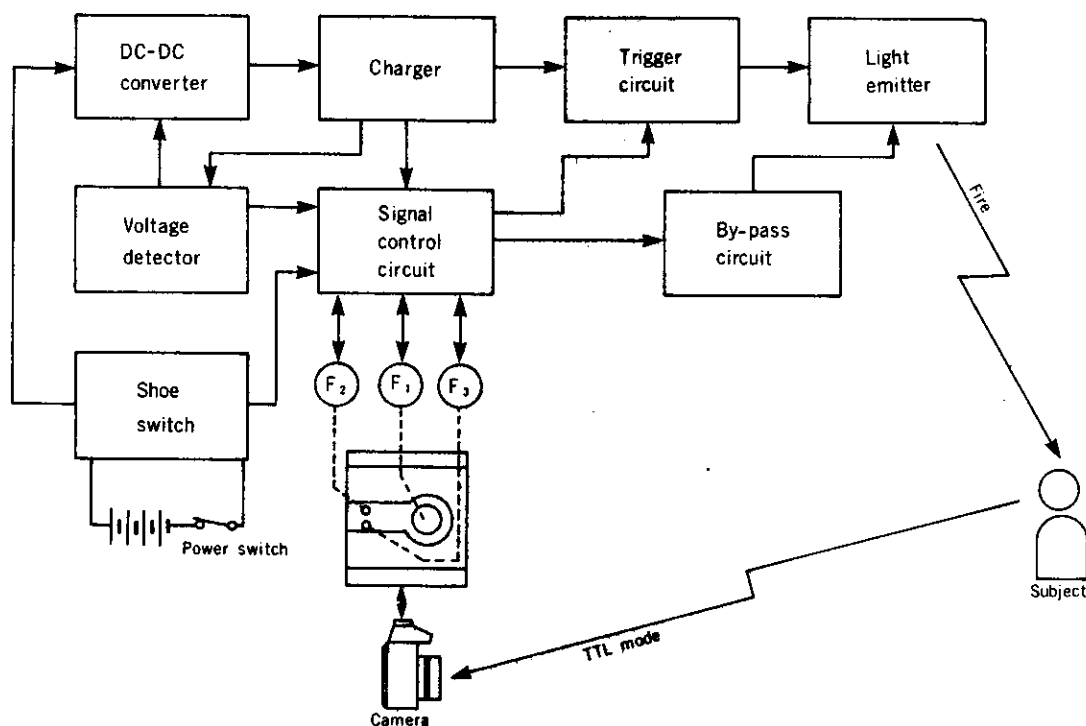 DC-DC
converter
Charger
Trigger
circuit
Light
emitter
Voltage
detector
Signal
control
circuit
By-pass
circuit
Fire
Shoe
switch
F2
F1
F3
Power switch
Subject
TTL mode
Camera